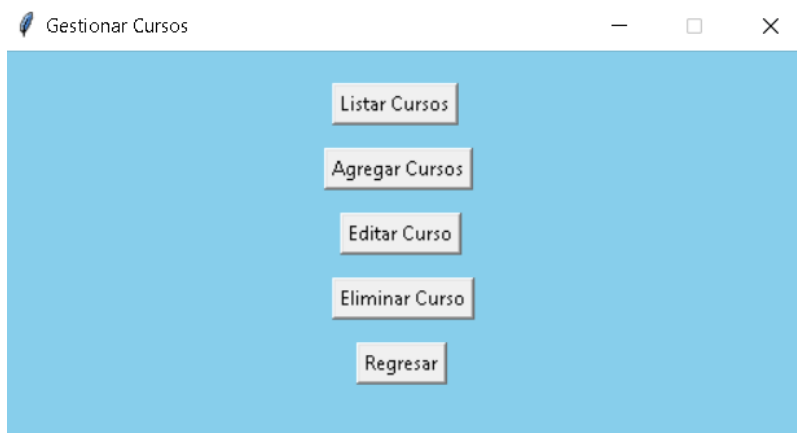 Gestionar Cursos
Listar Cursos
Agregar Cursos
Editar Curso
Eliminar Curso
Regresar